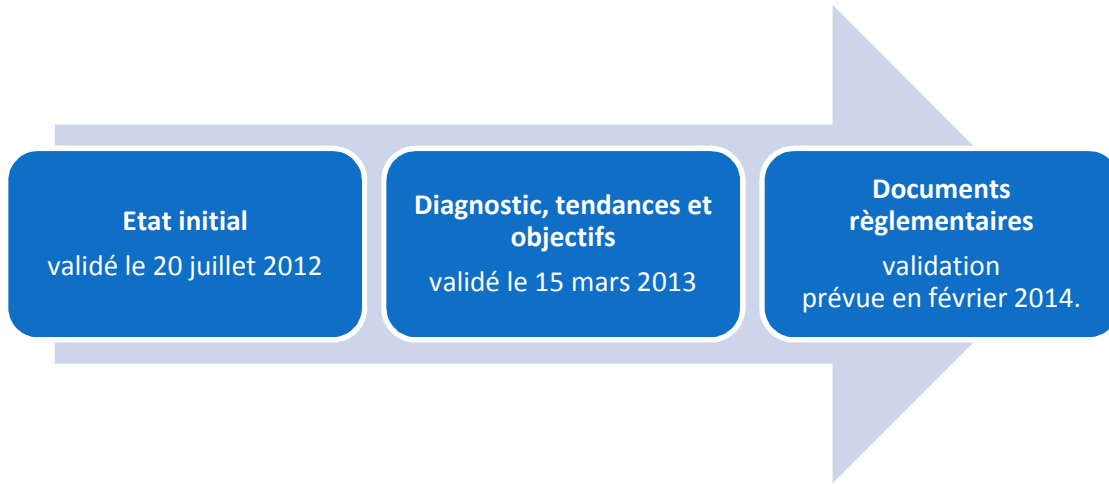 Etat initial
validé le 20 juillet 2012
Diagnostic, tendances et
objectifs
validé le 15 mars 2013
Documents
règlementaires
validation
prévue en février 2014.